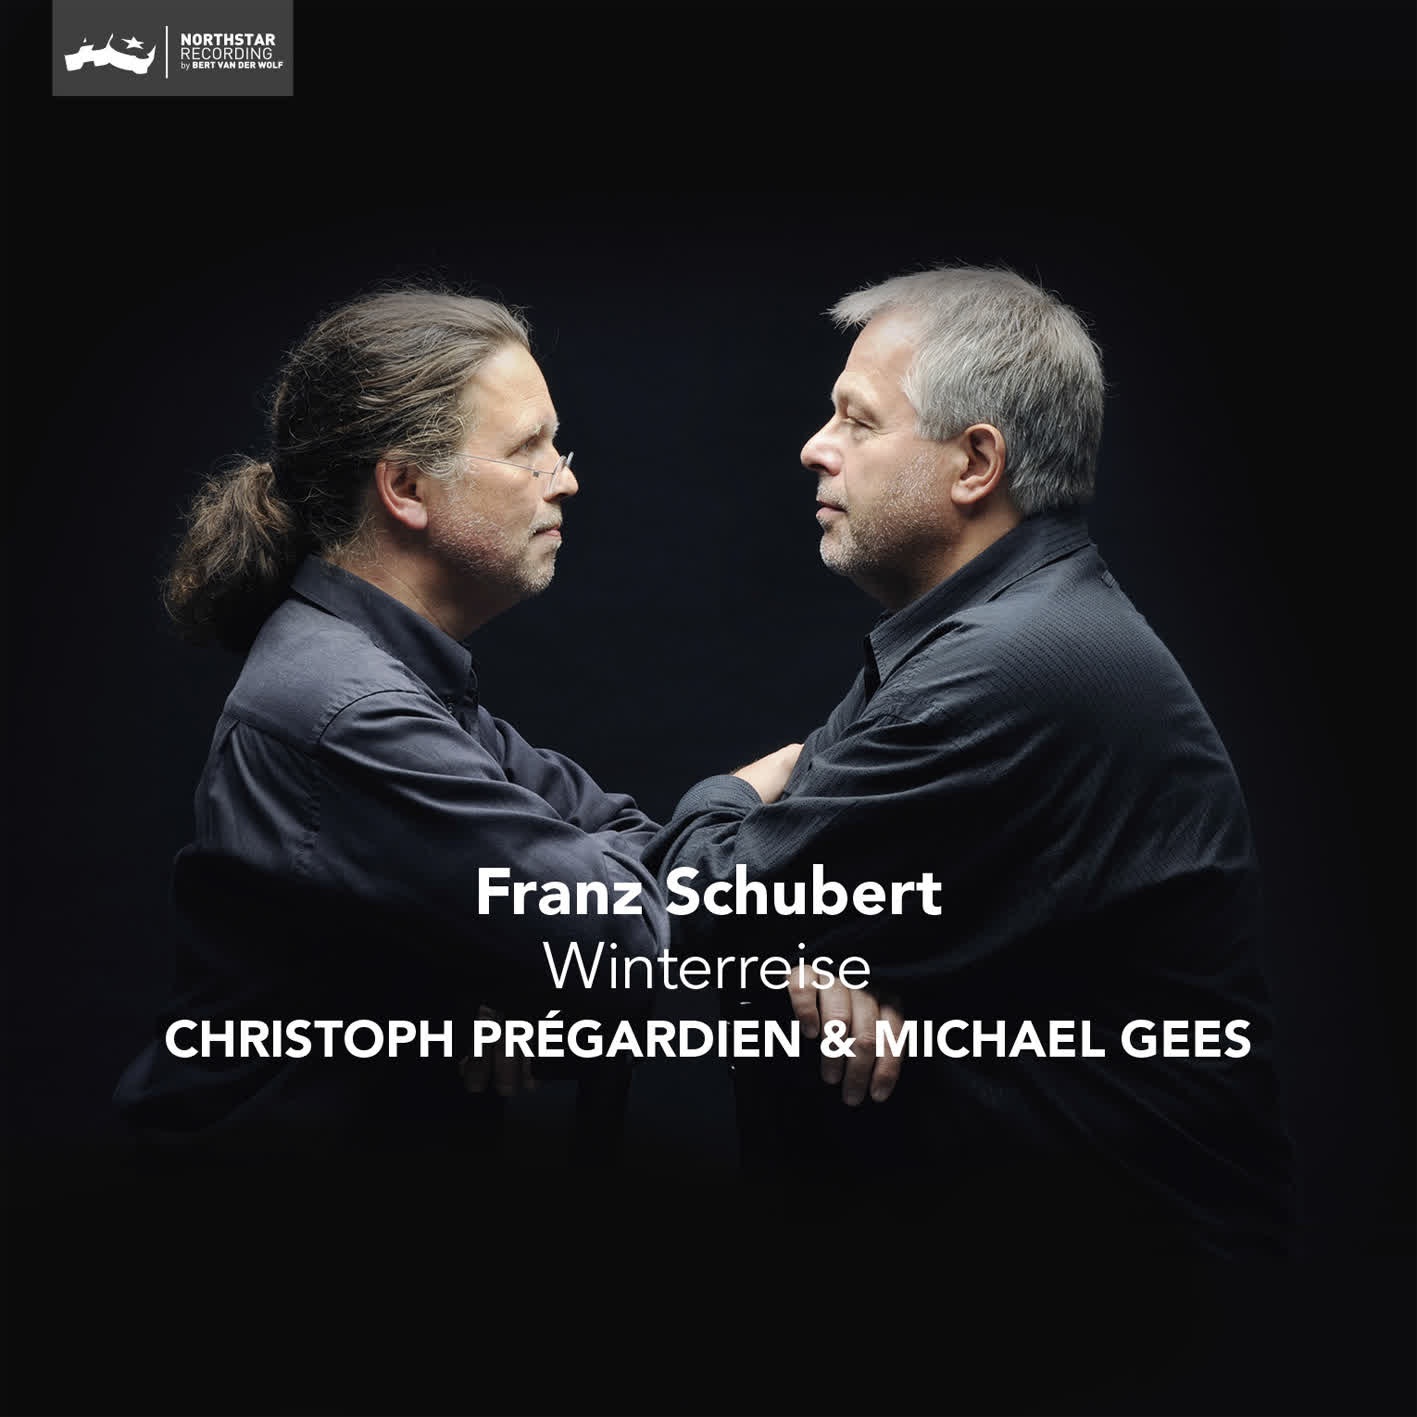 NORTHSTAR
RECORDING
by BERT VAN DER WOLF
Franz Schubert
Winterreise
CHRISTOPH PRÉGARDIEN & MICHAEL GEES